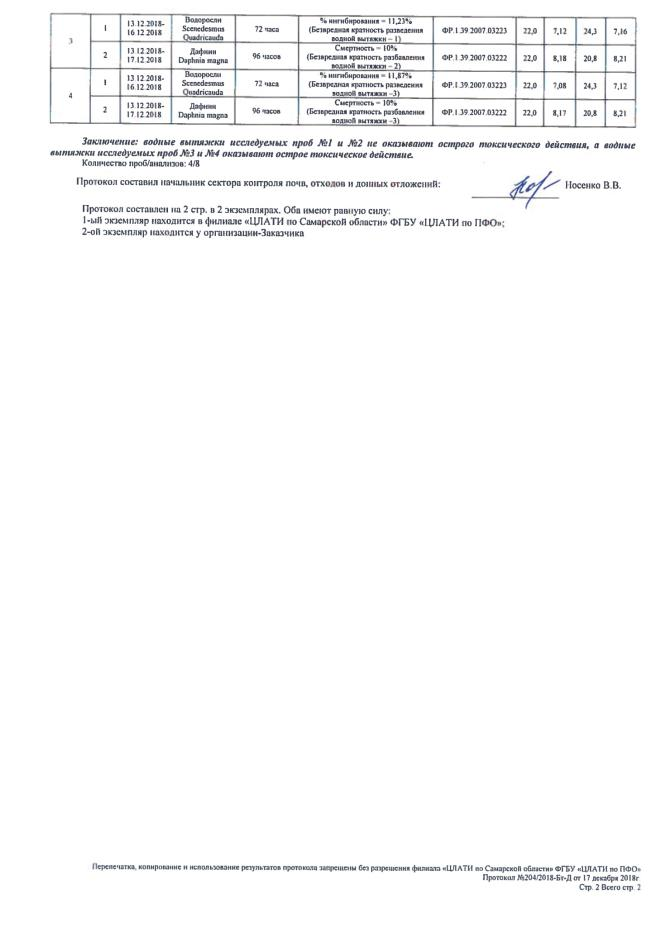 3
1
13.12.2018-
16.12.2018
Водоросли
Scenedesmus
Quadricauda
72 часа
% ингибирования = 11,23%
(Безвредная кратность разведения
водной вытяжки – 1)
ФР.1.39.2007.03223
22,0
7,12
24,3
7,16
2
13.12.2018-
17.12.2018
Дафнии
Daphnia magna
96 часов
Смертность = 10%
(Безвредная кратность разбавления
водной вытяжки – 2)
ФР.1.39.2007.03222
22,0
8,18
20,8
8,21
4
1
13.12.2018-
16.12.2018
Водоросли
Scenedesmus
Quadricauda
72 часа
% ингибирования = 11,87%
(Безвредная кратность разведения
водной вытяжки –3)
ФР.1.39.2007.03223
22,0
7,08
24,3
7,12
2
13.12.2018-
17.12.2018
Дафнии
Daphnia magna
96 часов
Смертность = 10%
(Безвредная кратность разбавления
водной вытяжки –3)
ФР.1.39.2007.03222
22,0
8,17
20,8
8,21
Заключение: водные вытяжки исследуемых проб №1 и №2 не оказывают острого токсического действия, а водные
вытяжки исследуемых проб №3 и №4 оказывают острое токсическое действие.
Количество проб/анализов: 4/8
Протокол составил начальник сектора контроля почв, отходов и донных отложений: Носенко В.В.
Протокол составлен на 2 стр. в 2 экземплярах. Оба имеют равную силу:
1-ый экземпляр находится в филиале «ЦЛАТИ по Самарской области» ФГБУ «ЦЛАТИ по ПФО»;
2-ой экземпляр находится у организации-Заказчика
Перепечатка, копирование и использование результатов протокола запрещены без разрешения филиала «ЦЛАТИ по Самарской области» ФГБУ «ЦЛАТИ по ПФО»
Протокол №204/2018-Бт-Д от 17 декабря 2018г.
Стр. 2 Всего стр. 2